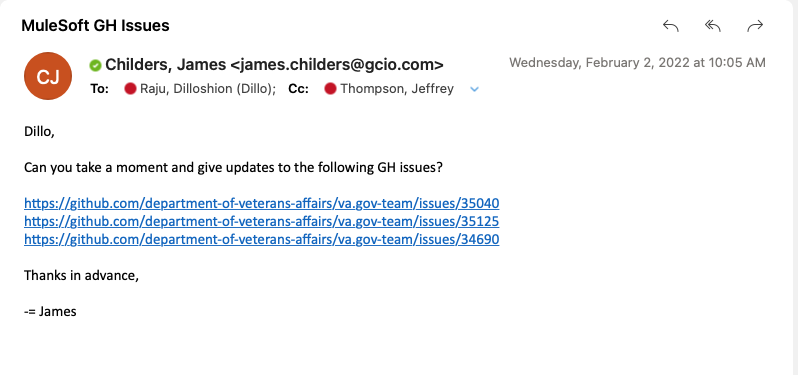 MuleSoft GH Issues
CJ
Childers, James <james.childers@gcio.com>
Wednesday, February 2, 2022 at 10:05 AM
To: Raju, Dilloshion (Dillo); Cc: Thompson, Jeffrey
Dillo,
Can you take a moment and give updates to the following GH issues?
https://github.com/department-of-veterans-affairs/va.gov-team/issues/35040
https://github.com/department-of-veterans-affairs/va.gov-team/issues/35125
https://github.com/department-of-veterans-affairs/va.gov-team/issues/34690
Thanks in advance,
-= James